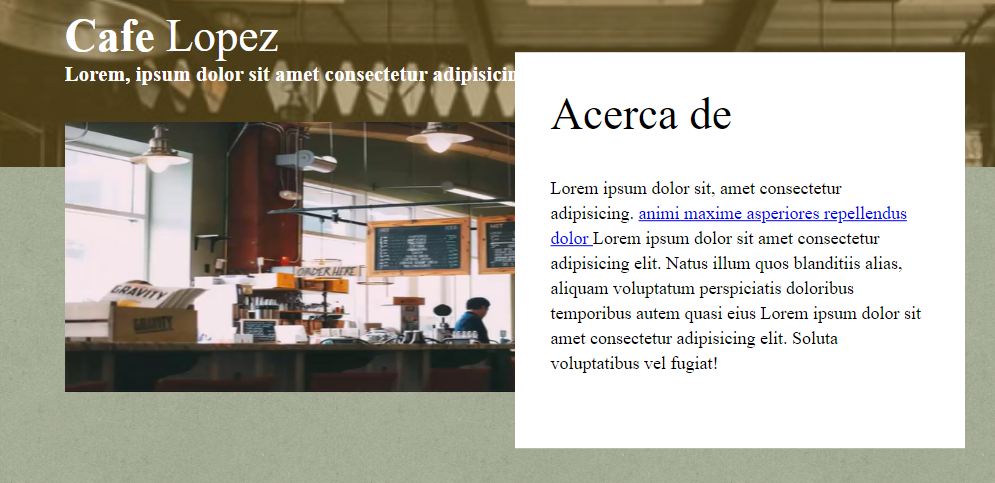 Cafe Lopez
Lorem, ipsum dolor sit amet consectetur
Acerca de
Lorem ipsum dolor sit, amet consectetur
adipisicing. animi maxime asperiores repellendus
dolor Lorem ipsum dolor sit amet consectetur
adipisicing elit. Natus illum quos blanditiis alias,
aliquam voluptatum perspiciatis doloribus
temporibus autem quasi eius Lorem ipsum dolor sit
amet consectetur adipisicing elit. Soluta
voluptatibus vel fugiat!
ORDER HERE
GRAVITY
GRAVITY